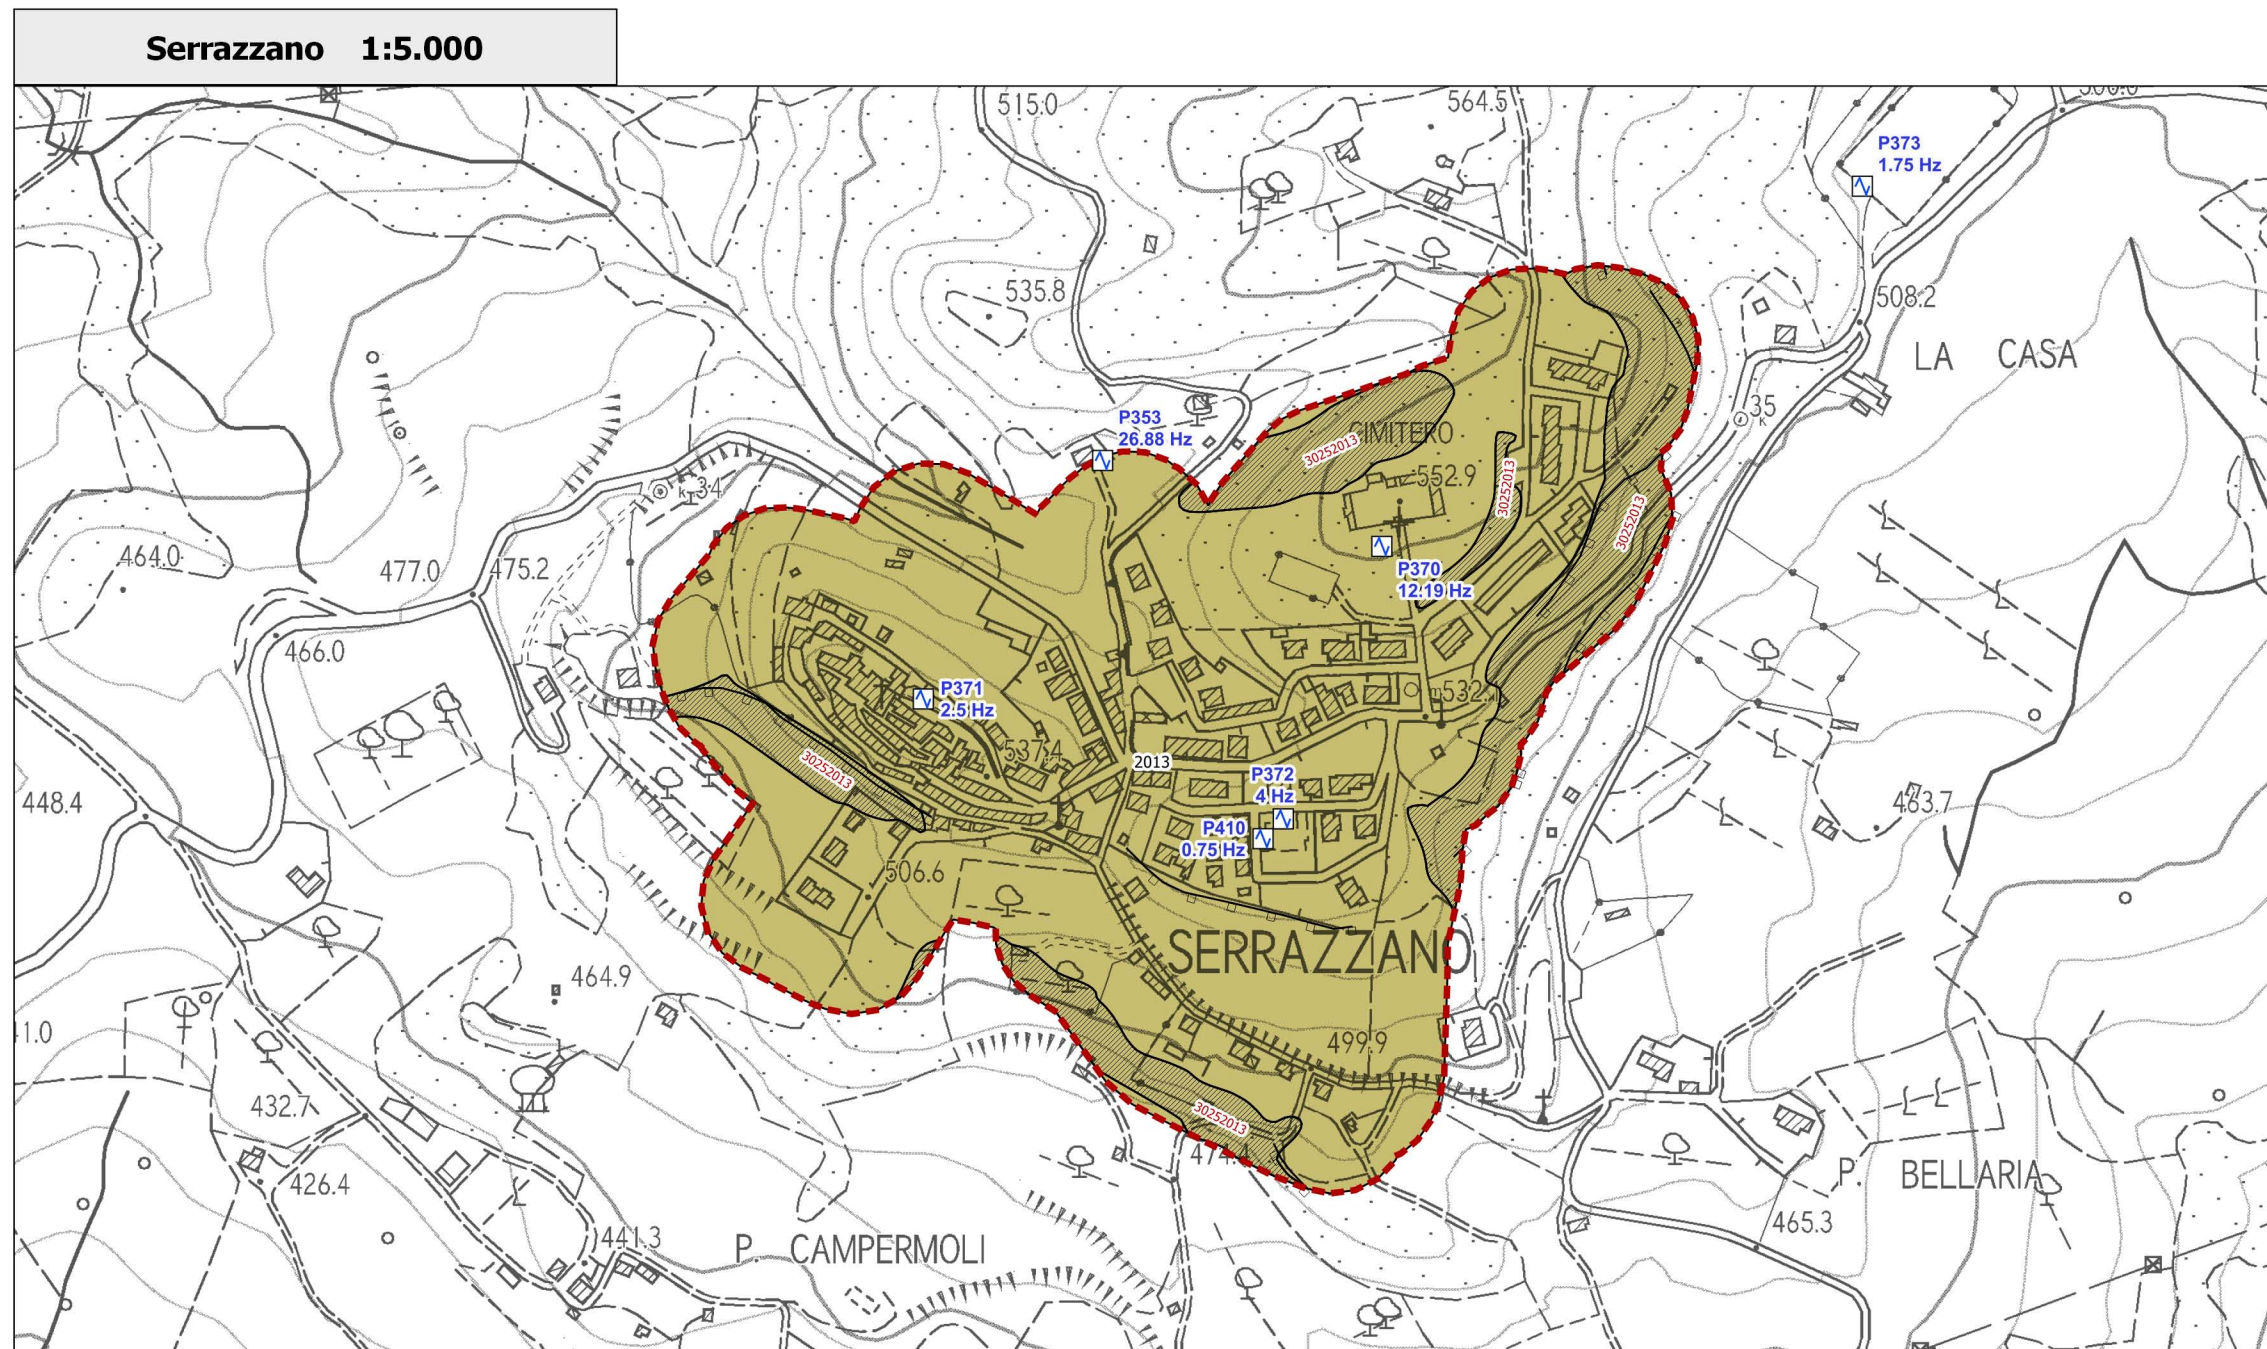 Serrazzano 1:5.000
515.0
564.5
P373
1.75 Hz
535.8
508.2
LA CASA
P353
26.88 Hz
35
K
CIMITERO
30252013
552.9
30252013
30252013
34
K
464.0
477.0
475.2
P370
12.19 Hz
466.0
P371
2.5 Hz
532.1
537.4
2013
30252013
P372
4 Hz
448.4
463.7
P410
0.75 Hz
506.6
SERRAZZANO
464.9
499.9
432.7
30252013
474.4
426.4
P. BELLARIA
465.3
441.3
P. CAMPERMOLI